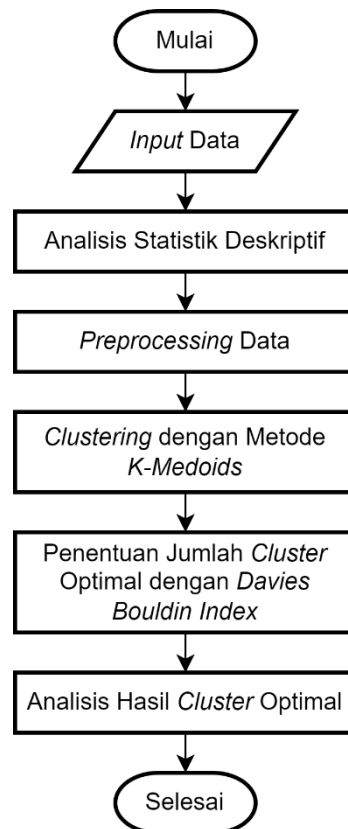 Mulai
Input Data
Analisis Statistik Deskriptif
Preprocessing Data
Clustering dengan Metode
K-Medoids
Penentuan Jumlah Cluster
Optimal dengan Davies
Bouldin Index
Analisis Hasil Cluster Optimal
Selesai